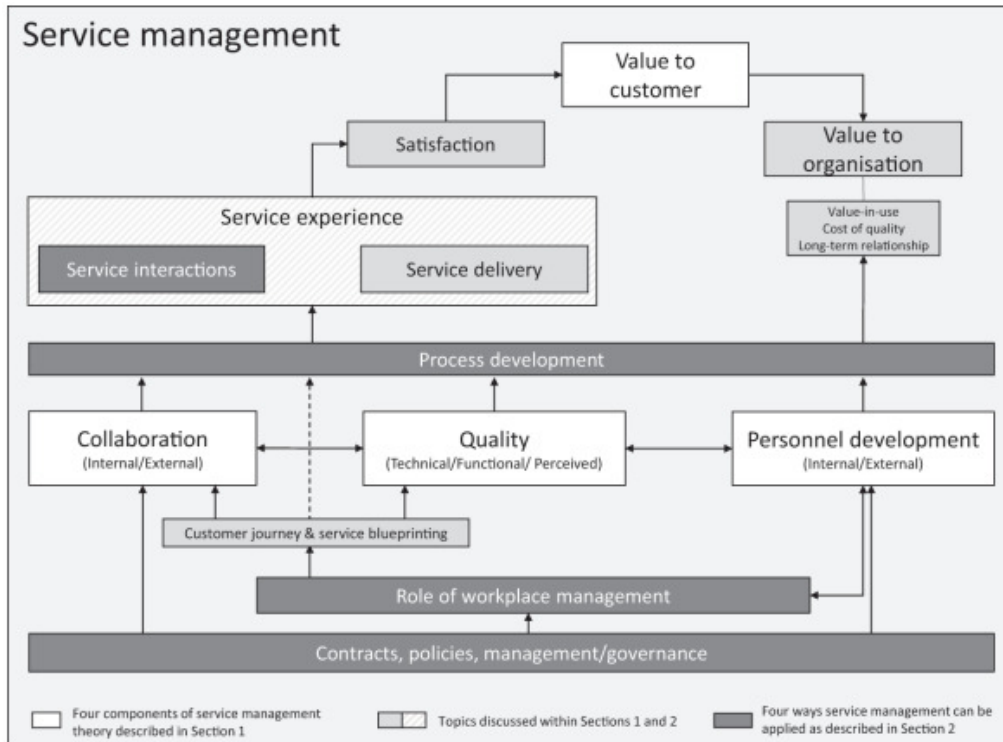 Service management
Value to
customer
Satisfaction
Value to
organisation
Value-in-use
Cost of quality
Long-term relationship
Service experience
Service interactions
Service delivery
Process development
Collaboration
(Internal/External)
Quality
(Technical/Functional/ Perceived)
Personnel development
(Internal/External)
Customer journey & service blueprinting
Role of workplace management
Contracts, policies, management/governance
Four components of service management
theory described in Section 1
Topics discussed within Sections 1 and 2
Four ways service management can be
applied as described in Section 2